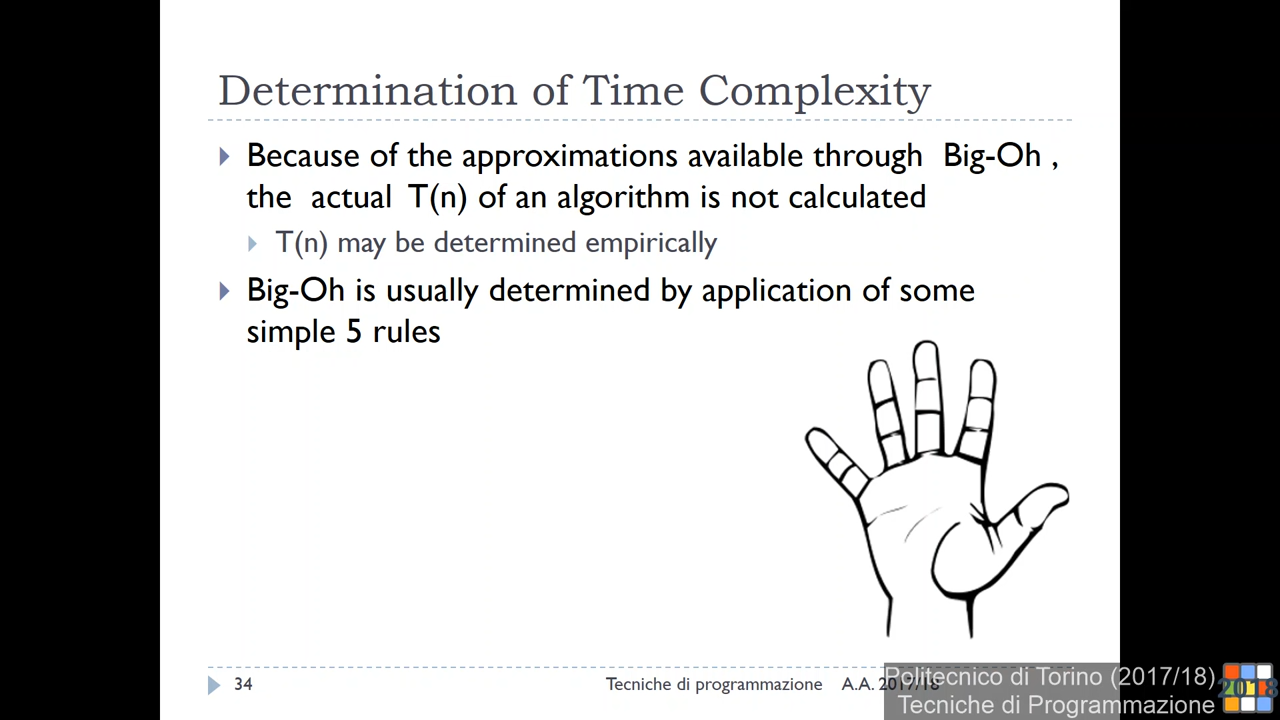 Determination of Time Complexity
Because of the approximations available through Big-Oh ,
the actual T(n) of an algorithm is not calculated
T(n) may be determined empirically
Big-Oh is usually determined by application of some
simple 5 rules
34
Tecniche di programmazione A.A. 2017/18
Politecnico di Torino (2017/18)
Tecniche di Programmazione
2018